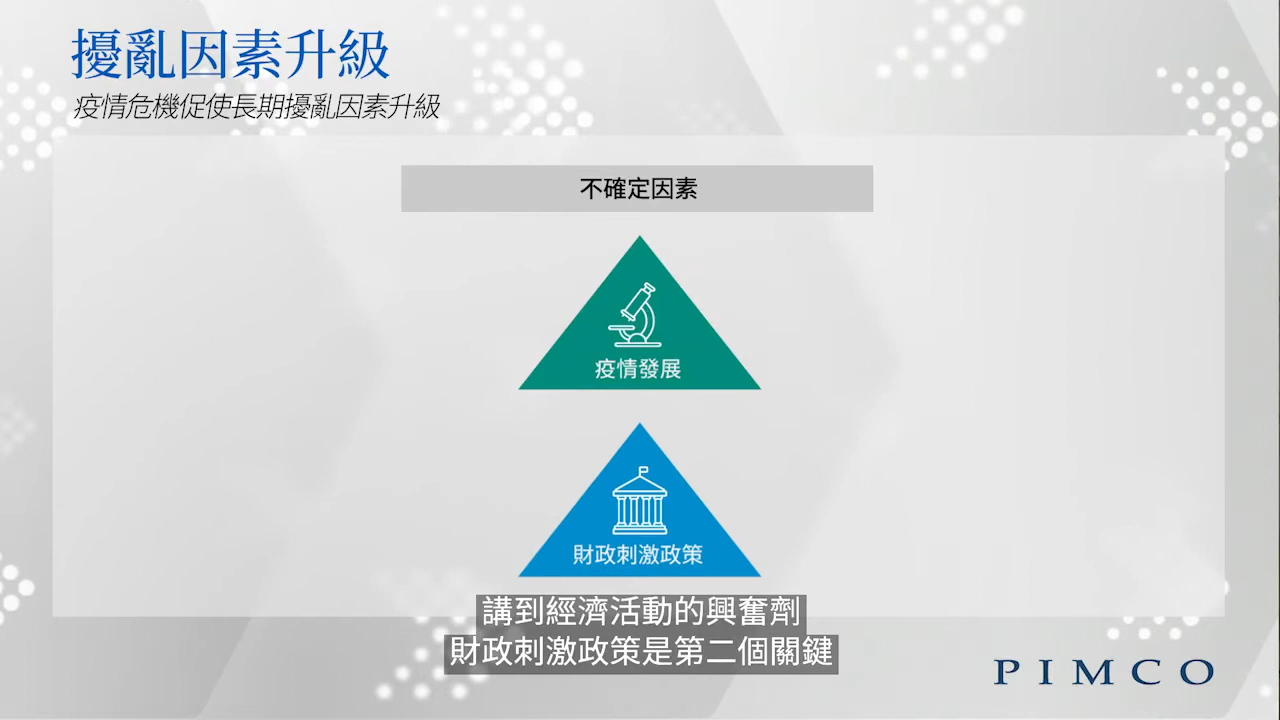 擾亂因素升級
疫情危機促使長期擾亂因素升級
不確定因素
疫情發展
財政刺激政策
講到經濟活動的興奮劑
財政刺激政策是第二個關鍵
PIMCO